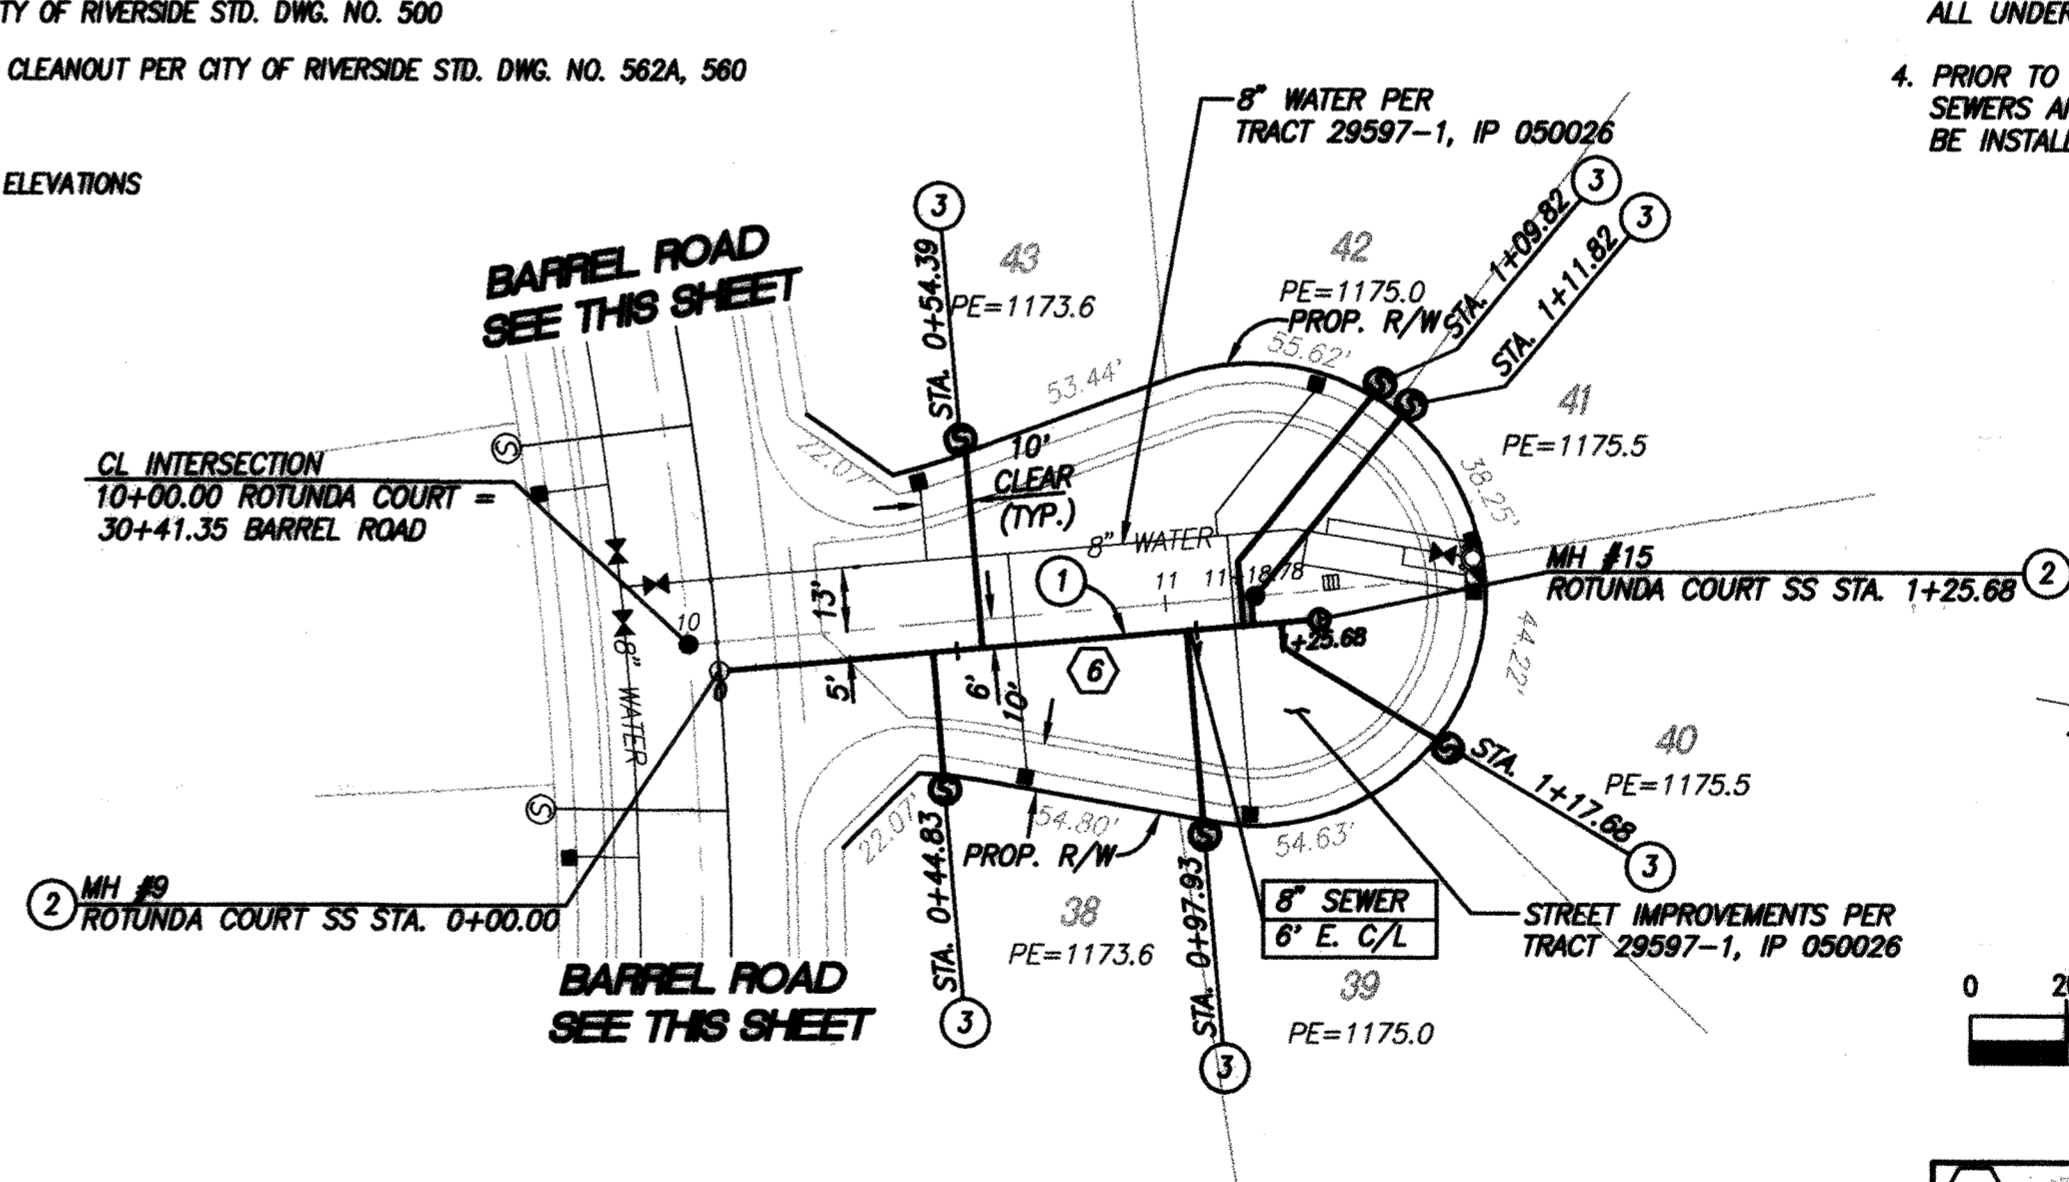 TY OF RIVERSIDE STD. DWG. NO. 500
CLEANOUT PER CITY OF RIVERSIDE STD. DWG. NO. 562A, 560
ELEVATIONS
ALL UNDER
4. PRIOR TO
SEWERS
BE
8" WATER PER
TRACT 29597-1, IP 050026
BARREL ROAD
SEE THIS SHEET
3
STA. 0+54.39
43
PE=1173.6
42
PE=1175.0
PROP. R/W
STA. 1+09.82
3
STA. 1+11.82
3
55.62'
53.44'
41
PE=1175.5
38.25'
22.07'
10'
CLEAR
(TYP.)
CL INTERSECTION
10+00.00 ROTUNDA COURT =
30+41.35 BARREL ROAD
8" WATER
1
11
11+18.78
MH #15
ROTUNDA COURT SS STA. 1+25.68
2
13'
10
0
5'
6'
10'
6
1+25.68
44.22'
8" WATER
S
S
40
PE=1175.5
STA. 1+17.68
3
22.07'
54.80'
PROP. R/W
54.63'
STA. 0+44.83
3
38
PE=1173.6
STA. 0+97.93
3
8" SEWER
6' E. C/L
39
PE=1175.0
STREET IMPROVEMENTS PER
TRACT 29597-1, IP 050026
2
MH #9
ROTUNDA COURT SS STA. 0+00.00
BARREL ROAD
SEE THIS SHEET
0